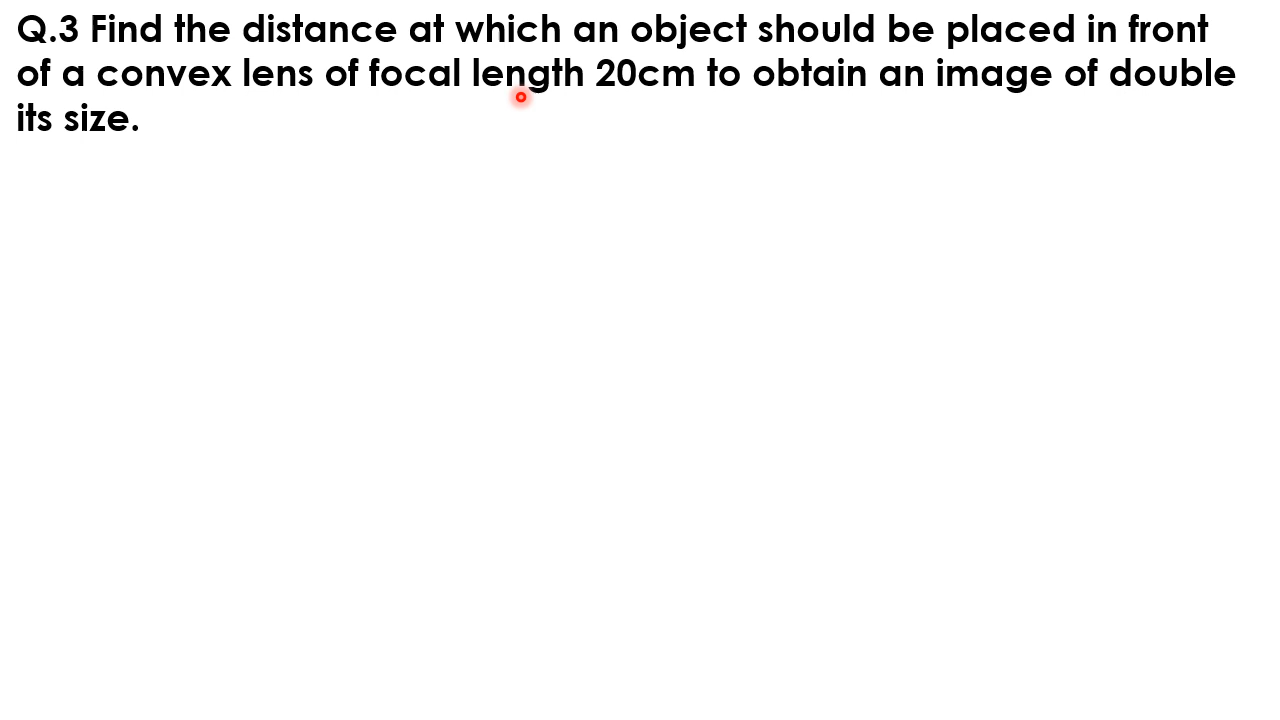 Q.3 Find the distance at which an object should be placed in front
of a convex lens of focal length 20cm to obtain an image of double
its size.